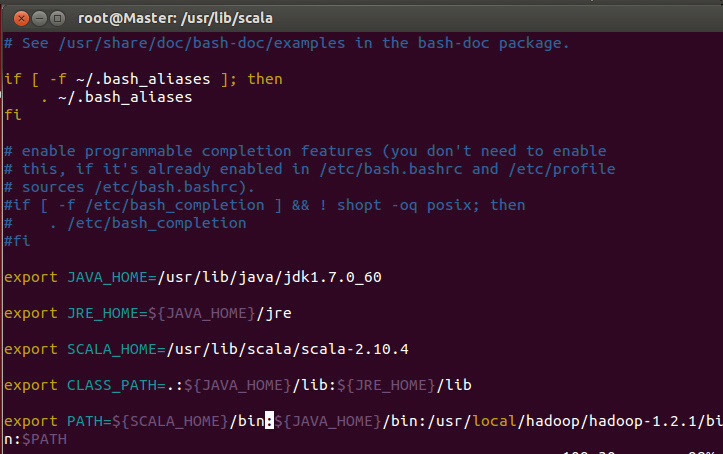 root@Master: /usr/lib/scala
# See /usr/share/doc/bash-doc/examples in the bash-doc package.
if [ -f ~/.bash_aliases ]; then
    . ~/.bash_aliases
fi
# enable programmable completion features (you don't need to enable
# this, if it's already enabled in /etc/bash.bashrc and /etc/profile
# sources /etc/bash.bashrc).
#if [ -f /etc/bash_completion ] && ! shopt -oq posix; then
#    . /etc/bash_completion
#fi
export JAVA_HOME=/usr/lib/java/jdk1.7.0_60
export JRE_HOME=${JAVA_HOME}/jre
export SCALA_HOME=/usr/lib/scala/scala-2.10.4
export CLASS_PATH=.:${JAVA_HOME}/lib:${JRE_HOME}/lib
export PATH=${SCALA_HOME}/bin:${JAVA_HOME}/bin:/usr/local/hadoop/hadoop-1.2.1/bi
n:$PATH